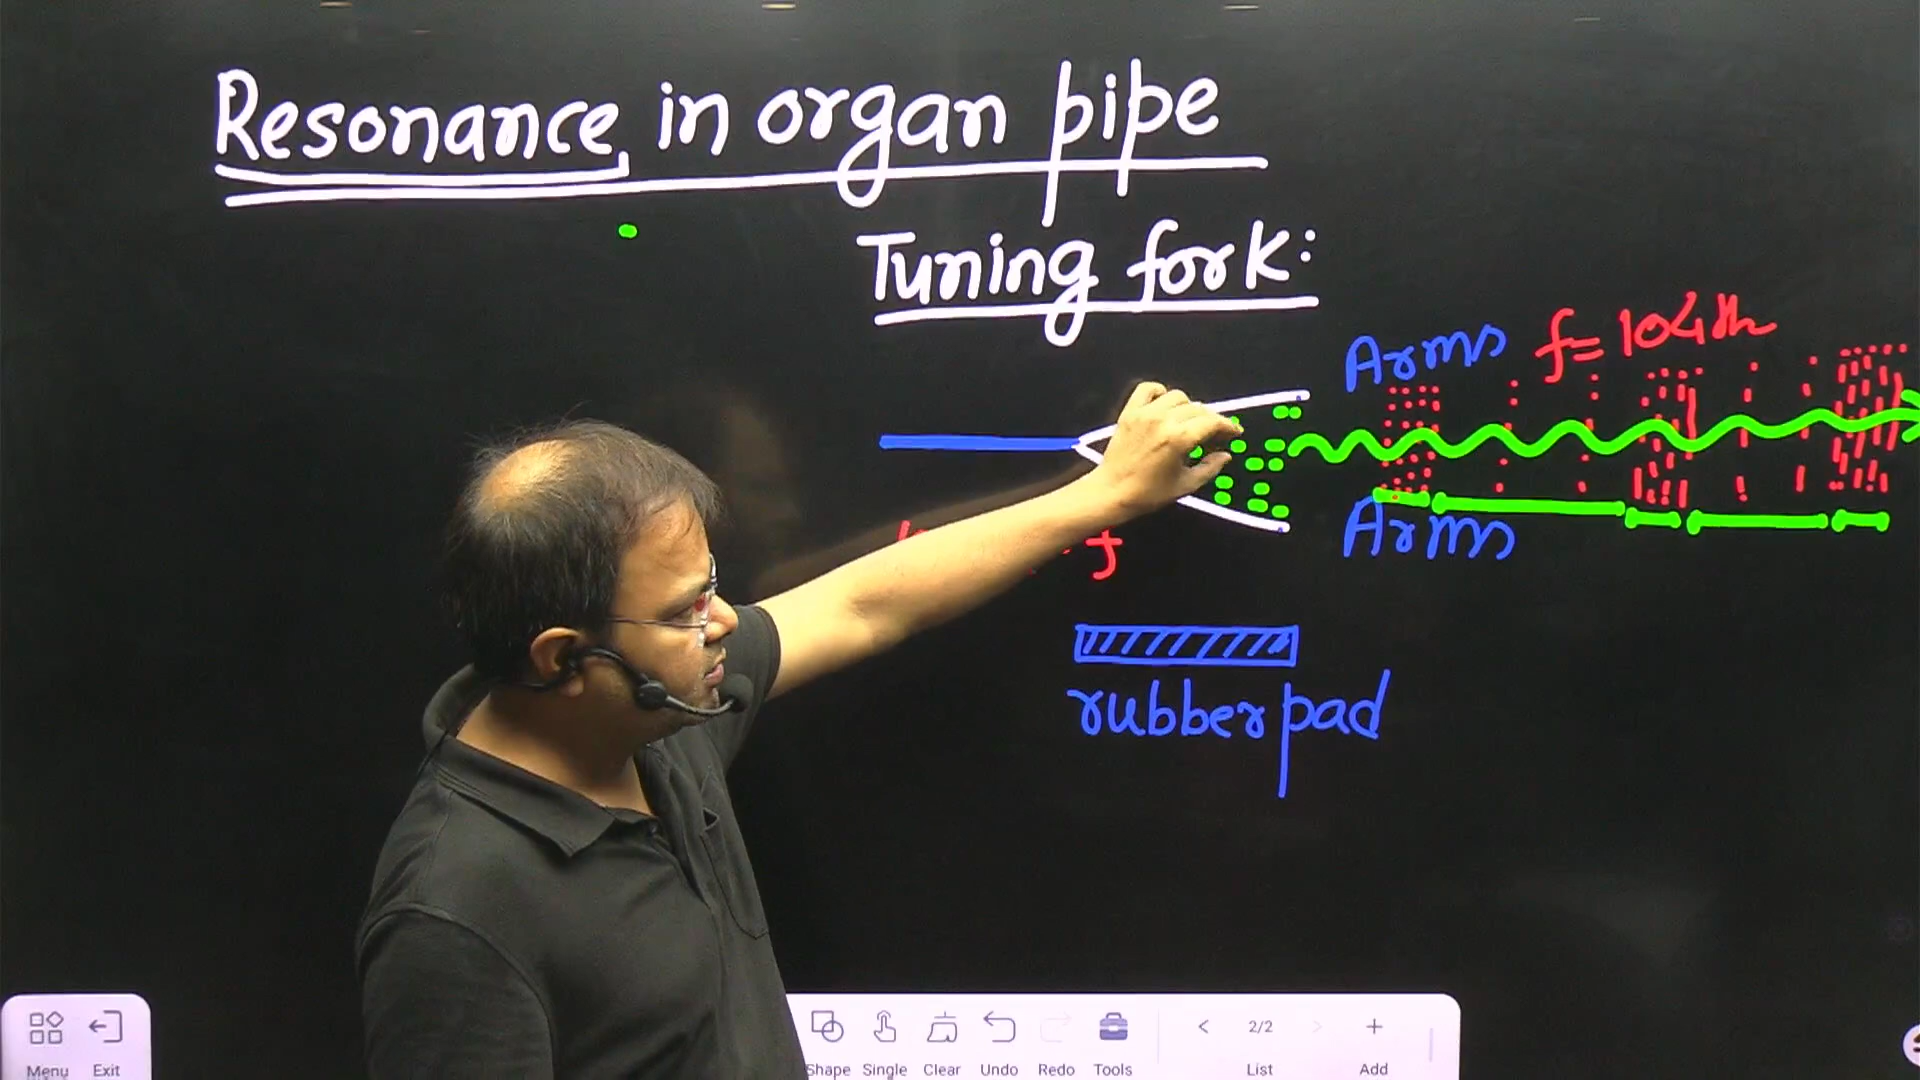 Resonance in organ pipe
Tuning fork:
Arms
Arms
rubber pad
Menu Exit Shape Single Clear Undo Redo Tools 2/2 List Add